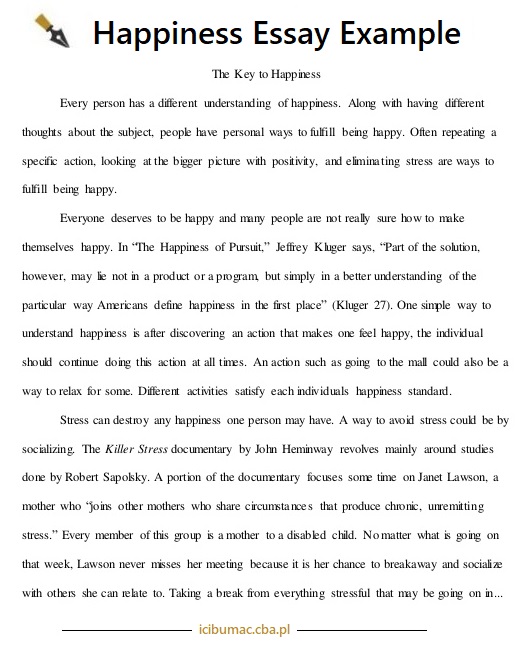 Happiness Essay Example
The Key to Happiness
Every person has a different understanding of happiness. Along with having different
thoughts about the subject, people have personal ways to fulfill being happy. Often repeating a
specific action, looking at the bigger picture with positivity, and eliminating stress are ways to
fulfill being happy.
Everyone deserves to be happy and many people are not really sure how to make
themselves happy. In “The Happiness of Pursuit,” Jeffrey Kluger says, “Part of the solution,
however, may lie not in a product or a program, but simply in a better understanding of the
particular way Americans define happiness in the first place” (Kluger 27). One simple way to
understand happiness is after discovering an action that makes one feel happy, the individual
should continue doing this action at all times. An action such as going to the mall could also be a
way to relax for some. Different activities satisfy each individuals happiness standard.
Stress can destroy any happiness one person may have. A way to avoid stress could be by
socializing. The Killer Stress documentary by John Heminway revolves mainly around studies
done by Robert Sapolsky. A portion of the documentary focuses some time on Janet Lawson, a
mother who “joins other mothers who share circumstances that produce chronic, unremitting
stress.” Every member of this group is a mother to a disabled child. No matter what is going on
that week, Lawson never misses her meeting because it is her chance to breakaway and socialize
with others she can relate to. Taking a break from everything stressful that may be going on in...
icibumac.cba.pl